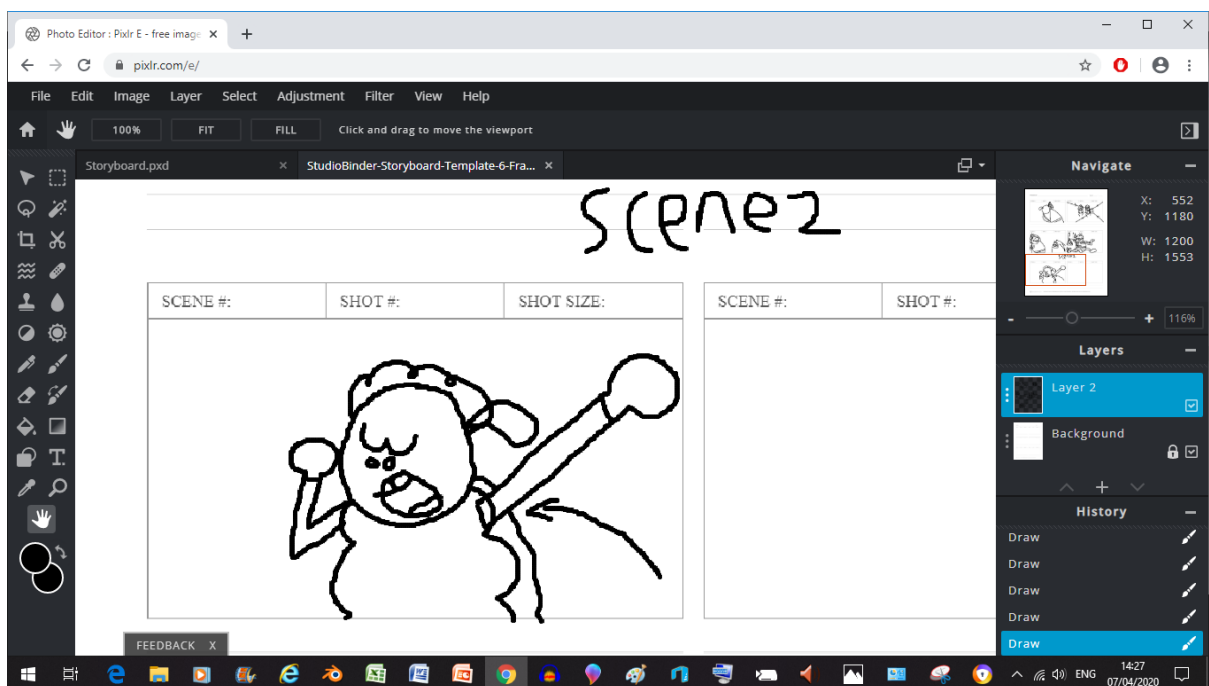 Photo Editor : Pixlr E - free image
pixlr.com/e/
File Edit Image Layer Select Adjustment Filter View Help
100% FIT FILL Click and drag to move the viewport
Storyboard.pxd StudioBinder-Storyboard-Template-6-Fra...
Navigate
X: 552
Y: 1180
W: 1200
H: 1553
116%
Scene2
SCENE #: SHOT #: SHOT SIZE: SCENE #: SHOT #:
Layers
Layer 2
Background
T.
History
Draw
Draw
Draw
Draw
Draw
FEEDBACK X
ENG
14:27
07/04/2020